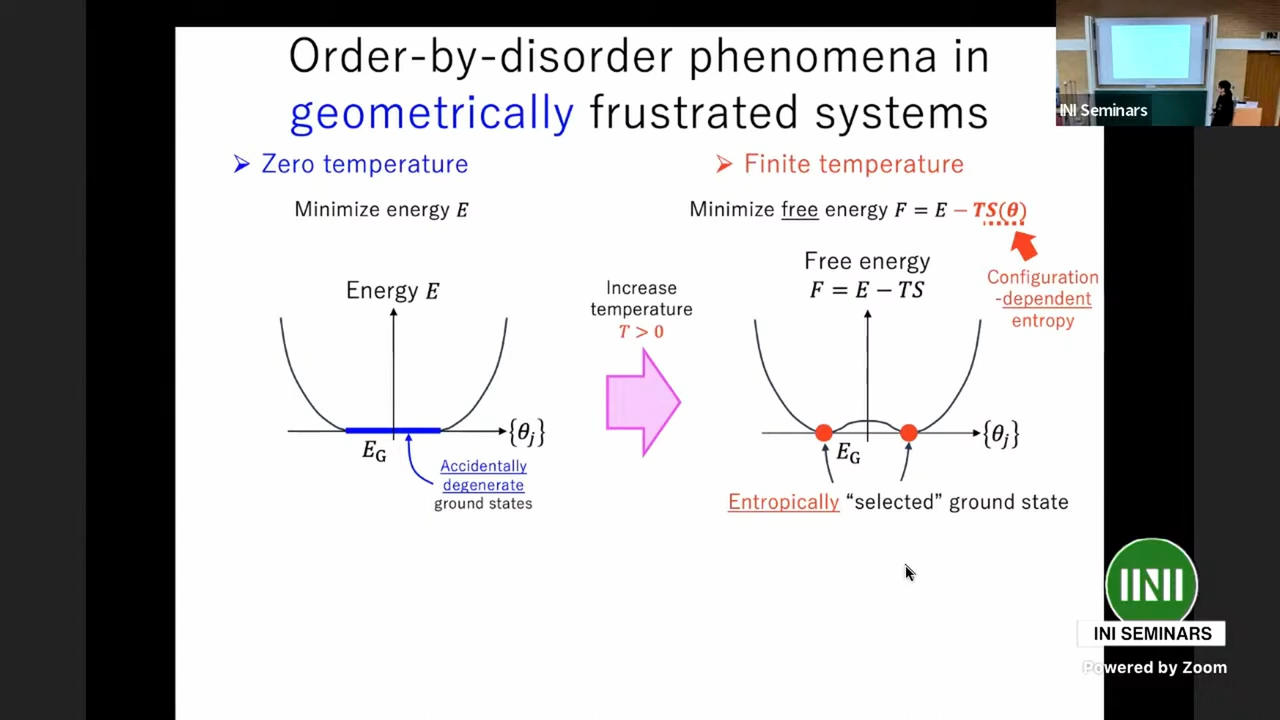 Order-by-disorder phenomena in
geometrically frustrated systems
INI Seminars
➢ Zero temperature
Minimize energy E
Energy E
{θⱼ}
E_G
Accidentally
degenerate
ground states
Increase
temperature
T > 0
➢ Finite temperature
Minimize free energy F = E − TS(θ)
Configuration
-dependent
entropy
Free energy
F = E − TS
{θⱼ}
E_G
Entropically “selected” ground state
INI
INI SEMINARS
Powered by Zoom